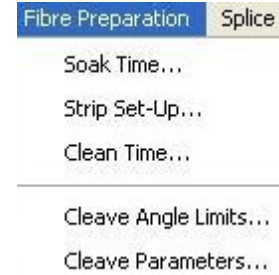 Fibre Preparation Splice
Soak Time...
Strip Set-Up...
Clean Time...
Cleave Angle Limits...
Cleave Parameters...